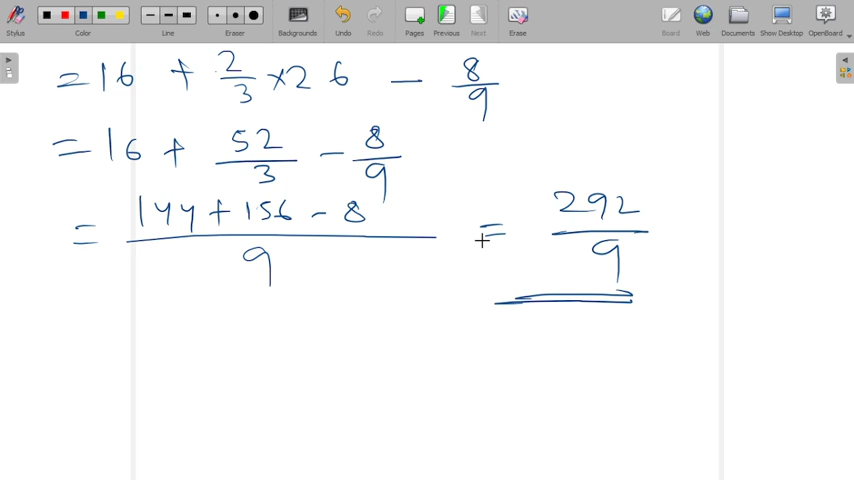 Stylus Color Line Eraser Backgrounds Undo Redo Pages Previous Next Erase Board Web Documents Show Desktop OpenBoard
= 16 + 2/3 × 26 - 8/9
= 16 + 52/3 - 8/9
= 144 + 156 - 8 / 9 = 292/9